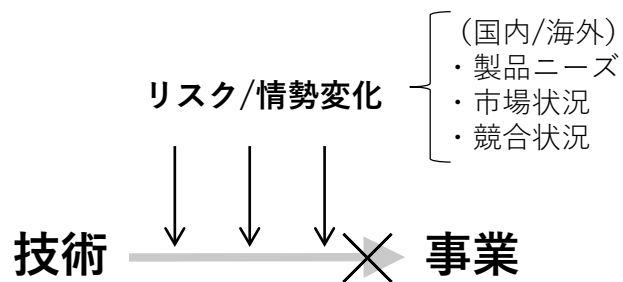 (国内/海外)
・製品ニーズ
リスク/情勢変化
・市場状況
・競合状況
技術
事業